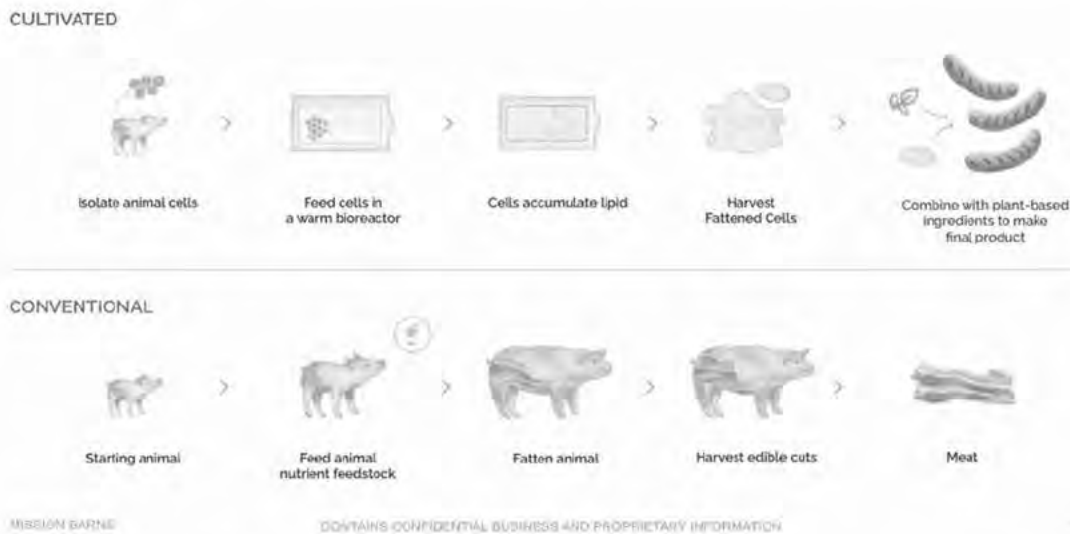 CULTIVATED
Isolate animal cells
Feed cells in
a warm bioreactor
Cells accumulate lipid
Harvest
Fattened Cells
Combine with plant-based
ingredients to make
final product
CONVENTIONAL
Starting animal
Feed animal
nutrient feedstock
Fatten animal
Harvest edible cuts
Meat
MISSION BARNS
CONTAINS CONFIDENTIAL BUSINESS AND PROPRIETARY INFORMATION